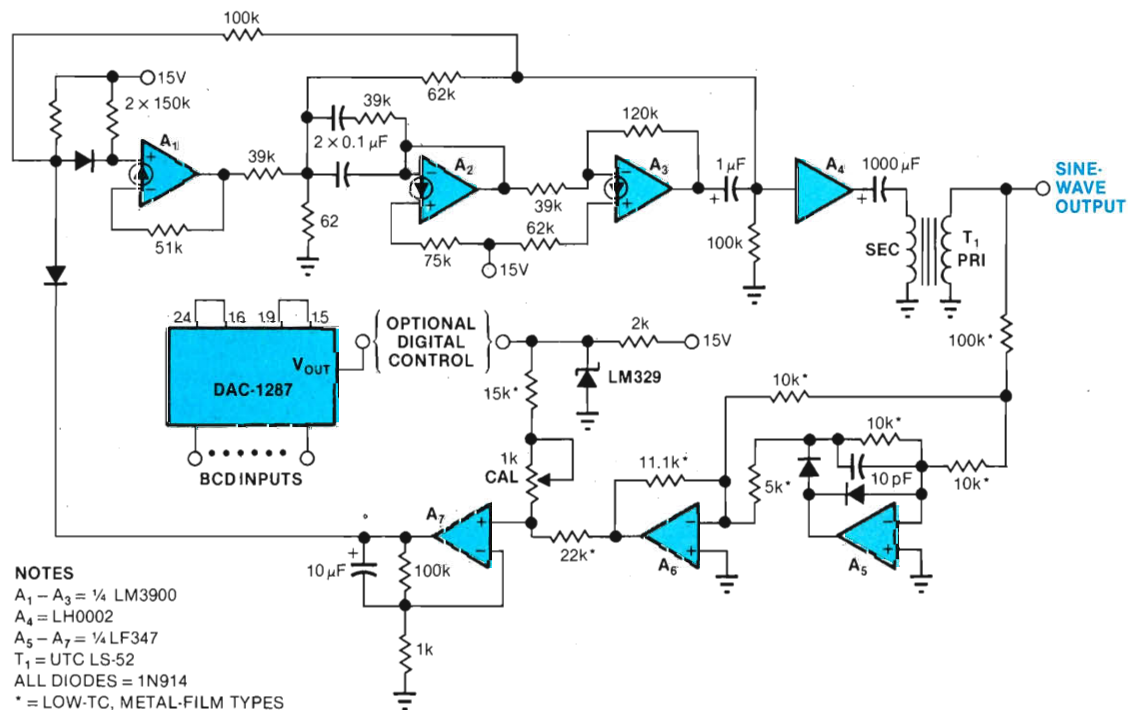 100k
15V
2 × 150k
A1
39k
51k
62k
39k
2 × 0.1 µF
62
A2
75k
39k
15V
62k
120k
A3
1 µF
+
100k
A4
1000 µF
+
SEC
T1
PRI
SINE-
WAVE
OUTPUT
24
16
19
15
VOUT
DAC-1287
BCD INPUTS
OPTIONAL
DIGITAL
CONTROL
2k
15V
LM329
15k*
1k
CAL
100k*
10k*
10k*
10 pF
10k*
5k*
11.1k*
A5
A6
22k*
A7
+
10 µF
100k
1k
NOTES
A1 – A3 = ¼ LM3900
A4 = LH0002
A5 – A7 = ¼ LF347
T1 = UTC LS-52
ALL DIODES = 1N914
* = LOW-TC, METAL-FILM TYPES